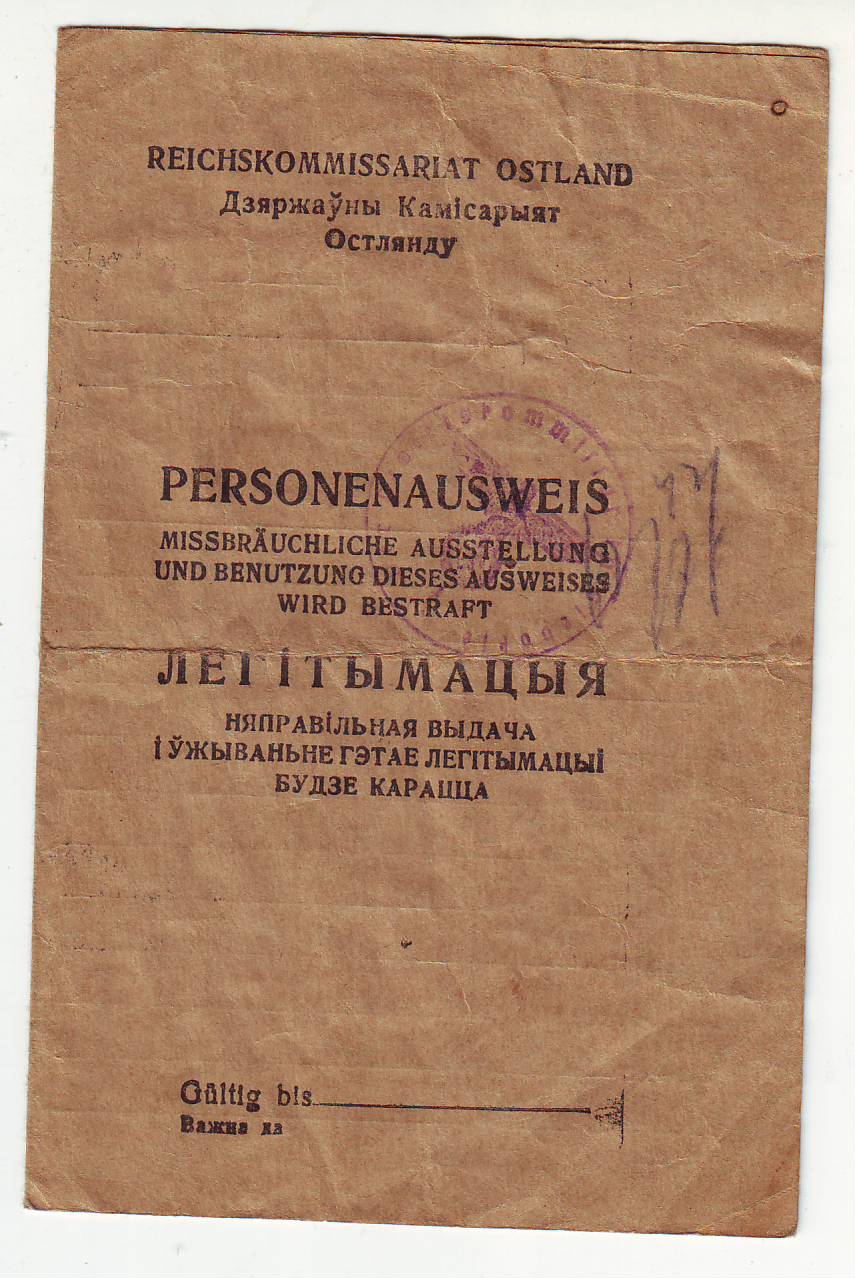 REICHSKOMMISSARIAT OSTLAND
Дзяржаўны Камісарыят
Остлянду
PERSONENAUSWEIS
MISSBRÄUCHLICHE AUSSTELLUNG
UND BENUTZUNG DIESES AUSWEISES
WIRD BESTRAFT
ЛЕГІТЫМАЦЫЯ
НЯПРАВІЛЬНАЯ ВЫДАЧА
І ЎЖЫВАНЬНЕ ГЭТАЕ ЛЕГІТЫМАЦЫІ
БУДЗЕ КАРАЦЦА
Gültig bis
Важна да